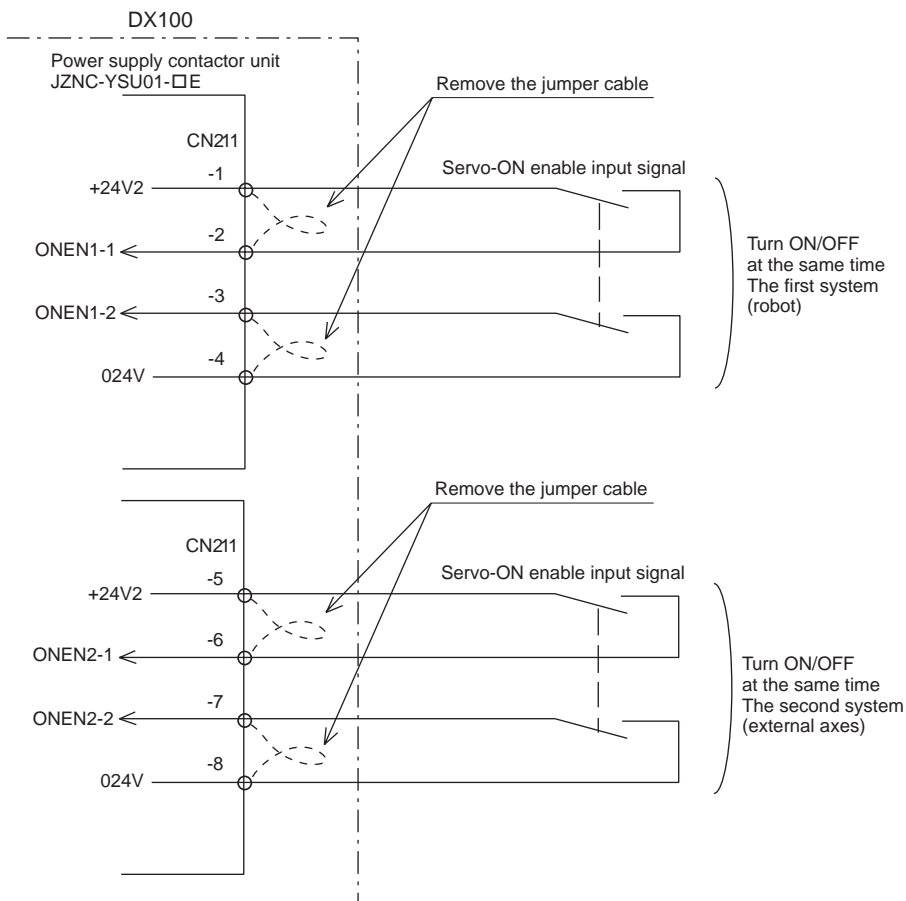 DX100
Power supply contactor unit
JZNC-YSU01-□E
Remove the jumper cable
CN211
Servo-ON enable input signal
-1
+24V2
-2
ONEN1-1
-3
ONEN1-2
-4
024V
Turn ON/OFF
at the same time
The first system
(robot)
Remove the jumper cable
CN211
Servo-ON enable input signal
-5
+24V2
-6
ONEN2-1
-7
ONEN2-2
-8
024V
Turn ON/OFF
at the same time
The second system
(external axes)